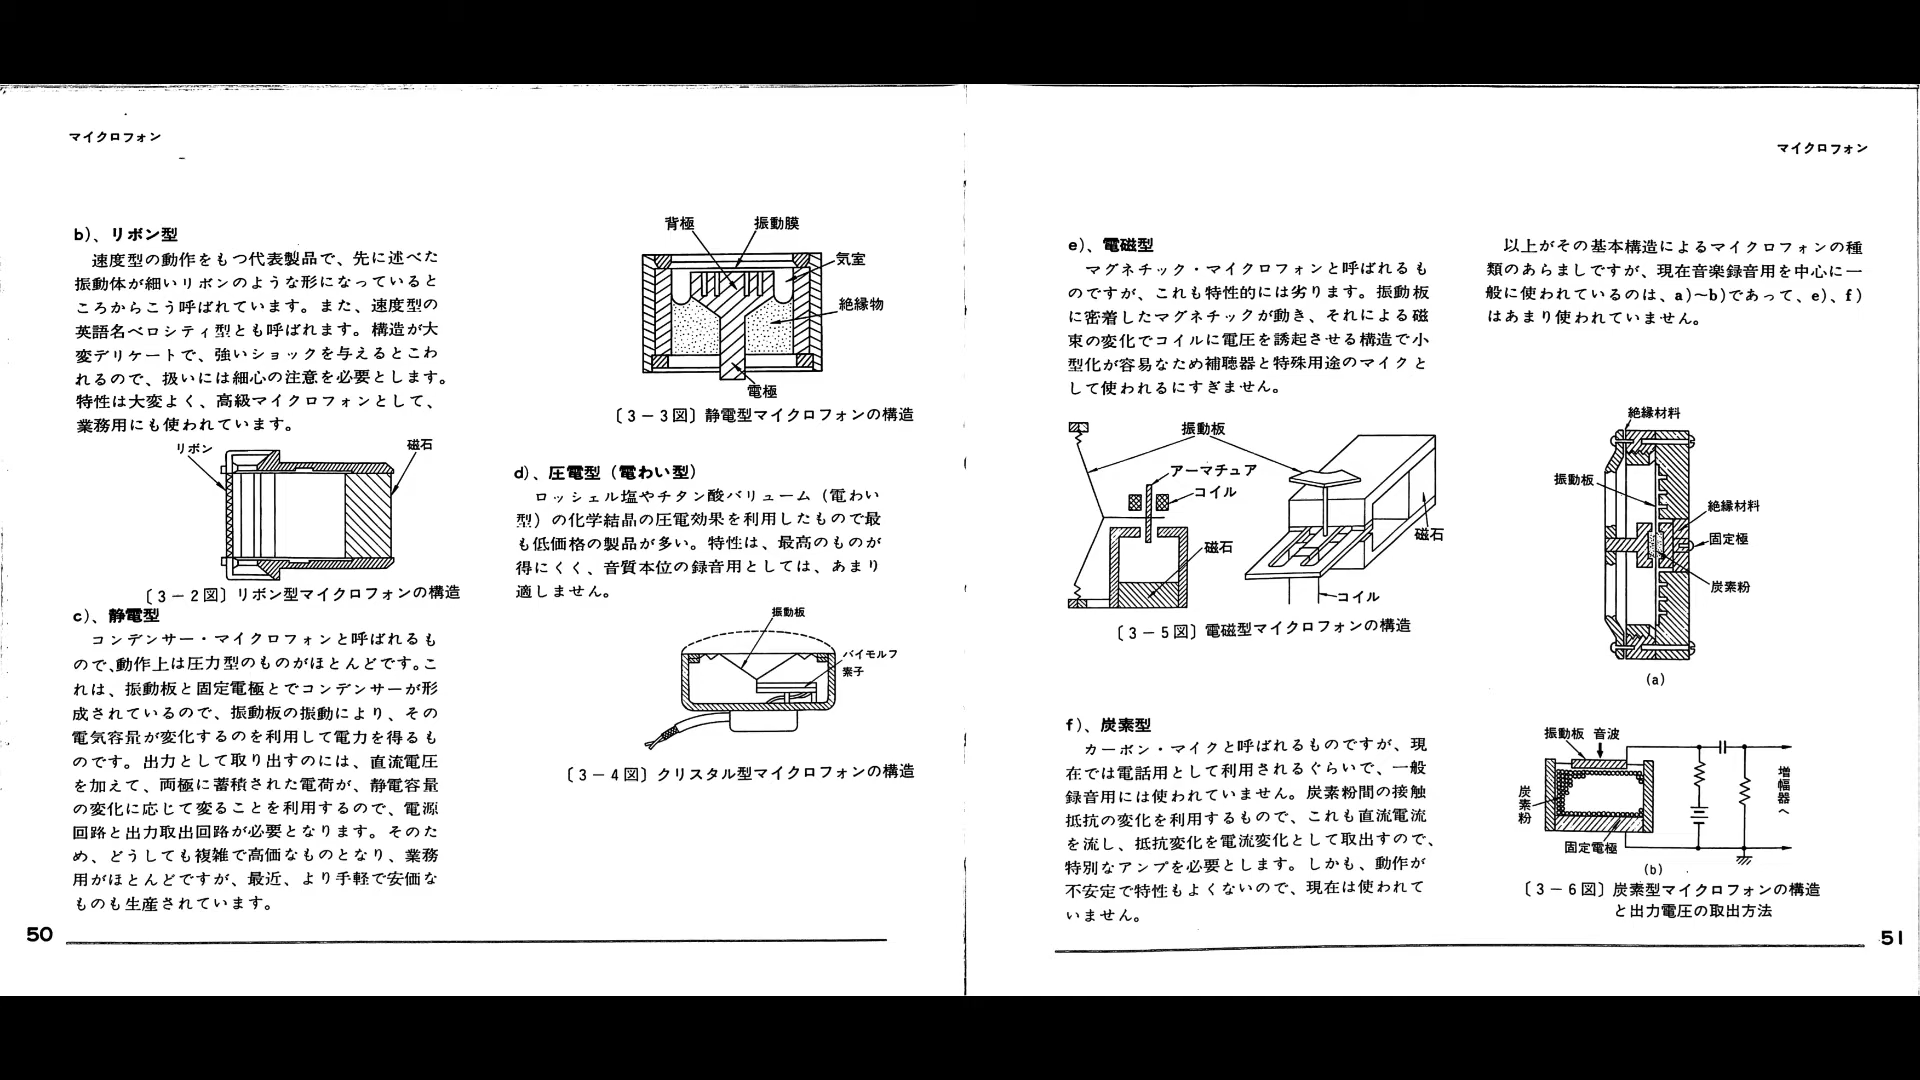 マイクロフォン
b)、リボン型
速度型の動作をもつ代表製品で、先に述べた
振動体が細いリボンのような形になっていると
ころからこう呼ばれています。また、速度型の
英語名ベロシティ型とも呼ばれます。構造が大
変デリケートで、強いショックを与えるとこわ
れるので、扱いには細心の注意を必要とします。
特性は大変よく、高級マイクロフォンとして、
業務用にも使われています。
リボン
磁石
〔3－2図〕リボン型マイクロフォンの構造
c)、静電型
コンデンサー・マイクロフォンと呼ばれるも
ので、動作上は圧力型のものがほとんどです。こ
れは、振動板と固定電極とでコンデンサーが形
成されているので、振動板の振動により、その
電気容量が変化するのを利用して電力を得るも
のです。出力として取り出すのには、直流電圧
を加えて、両極に蓄積された電荷が、静電容量
の変化に応じて変ることを利用するので、電源
回路と出力取出回路が必要となります。そのた
め、どうしても複雑で高価なものとなり、業務
用がほとんどですが、最近、より手軽で安価な
ものも生産されています。
背極
振動膜
気室
絶縁物
電極
〔3－3図〕静電型マイクロフォンの構造
d)、圧電型（電わい型）
ロッシェル塩やチタン酸バリューム（電わい
型）の化学結晶の圧電効果を利用したもので最
も低価格の製品が多い。特性は、最高のものが
得にくく、音質本位の録音用としては、あまり
適しません。
振動板
バイモルフ
素子
〔3－4図〕クリスタル型マイクロフォンの構造
50
マイクロフォン
e)、電磁型
マグネチック・マイクロフォンと呼ばれるも
のですが、これも特性的には劣ります。振動板
に密着したマグネチックが動き、それによる磁
束の変化でコイルに電圧を誘起させる構造で小
型化が容易なため補聴器と特殊用途のマイクと
して使われるにすぎません。
振動板
アーマチュア
コイル
磁石
磁石
コイル
〔3－5図〕電磁型マイクロフォンの構造
f)、炭素型
カーボン・マイクと呼ばれるものですが、現
在では電話用として利用されるぐらいで、一般
録音用には使われていません。炭素粉間の接触
抵抗の変化を利用するもので、これも直流電流
を流し、抵抗変化を電流変化として取出すので、
特別なアンプを必要とします。しかも、動作が
不安定で特性もよくないので、現在は使われて
いません。
以上がその基本構造によるマイクロフォンの種
類のあらましですが、現在音楽録音用を中心に一
般に使われているのは、a)〜b)であって、e)、f)
はあまり使われていません。
絶縁材料
振動板
絶縁材料
固定極
炭素粉
(a)
振動板
音波
炭素粉
増幅器へ
固定電極
(b)
〔3－6図〕炭素型マイクロフォンの構造
と出力電圧の取出方法
51